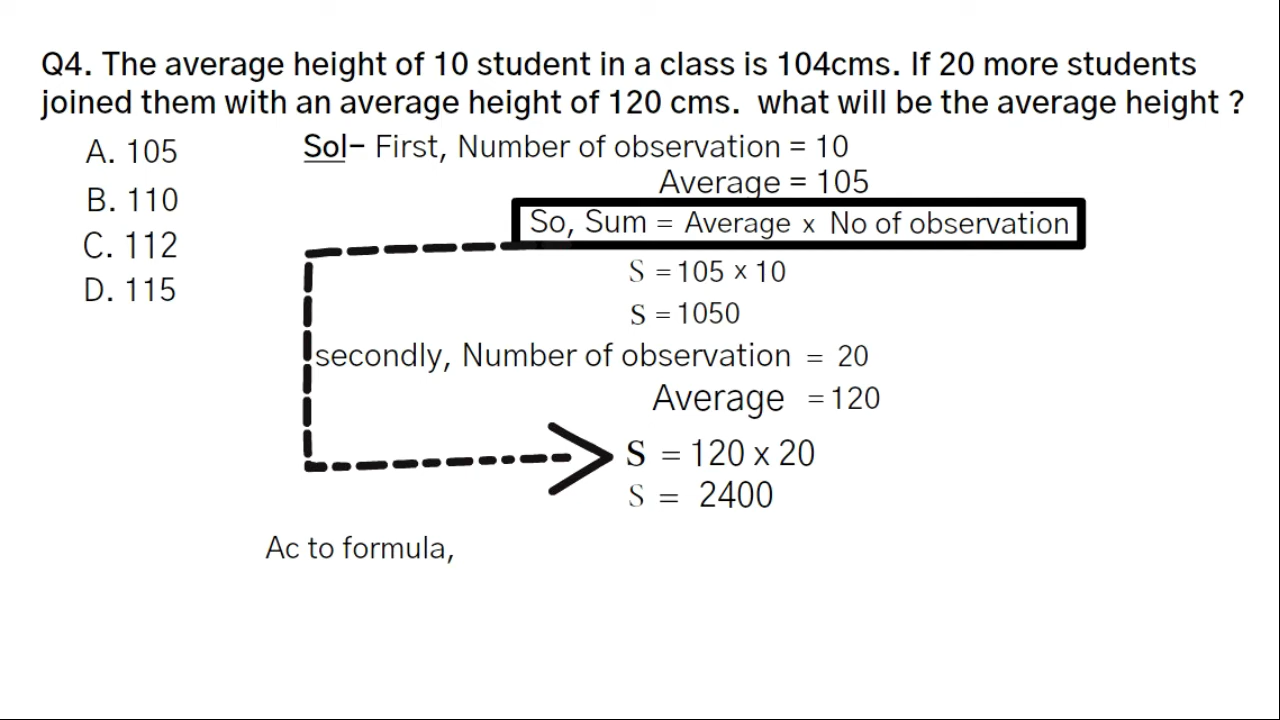 Q4. The average height of 10 student in a class is 104cms. If 20 more students
joined them with an average height of 120 cms. what will be the average height ?
A. 105
B. 110
C. 112
D. 115
Sol- First, Number of observation = 10
Average = 105
So, Sum = Average x No of observation
S = 105 x 10
S = 1050
secondly, Number of observation = 20
Average = 120
S = 120 x 20
S = 2400
Ac to formula,